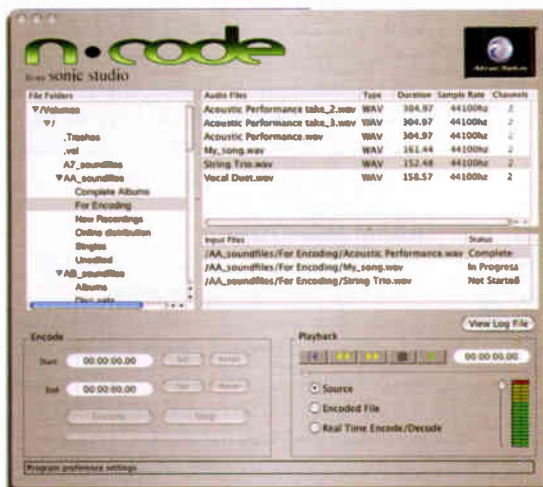 n•code
from sonic studio
File Folders
▼/Volumes
▼/
.Trashes
.vol
A7_soundfiles
▼AA_soundfiles
Complete Albums
For Encoding
New Recordings
Online distribution
Singles
Unedited
▼AB_soundfiles
Albums
Audio Files Type Duration Sample Rate Channels
Acoustic Performance take_2.wav WAV 304.97 44100hz 2
Acoustic Performance take_3.wav WAV 304.97 44100hz 2
Acoustic Performance.wav WAV 304.97 44100hz 2
My_song.wav WAV 161.44 44100hz 2
String Trio.wav WAV 152.48 44100hz 2
Vocal Duet.wav WAV 158.57 44100hz 2
Input Files Status
/AA_soundfiles/For Encoding/Acoustic Performance.wav Complete
/AA_soundfiles/For Encoding/My_song.wav In Progress
/AA_soundfiles/For Encoding/String Trio.wav Not Started
View Log File
Encode
Start 00:00:00.00 Set Reset
End 00:00:00.00 Set Reset
Encode Stop
Playback
00:00:00.00
Source
Encoded File
Real Time Encode/Decode
Program preference settings